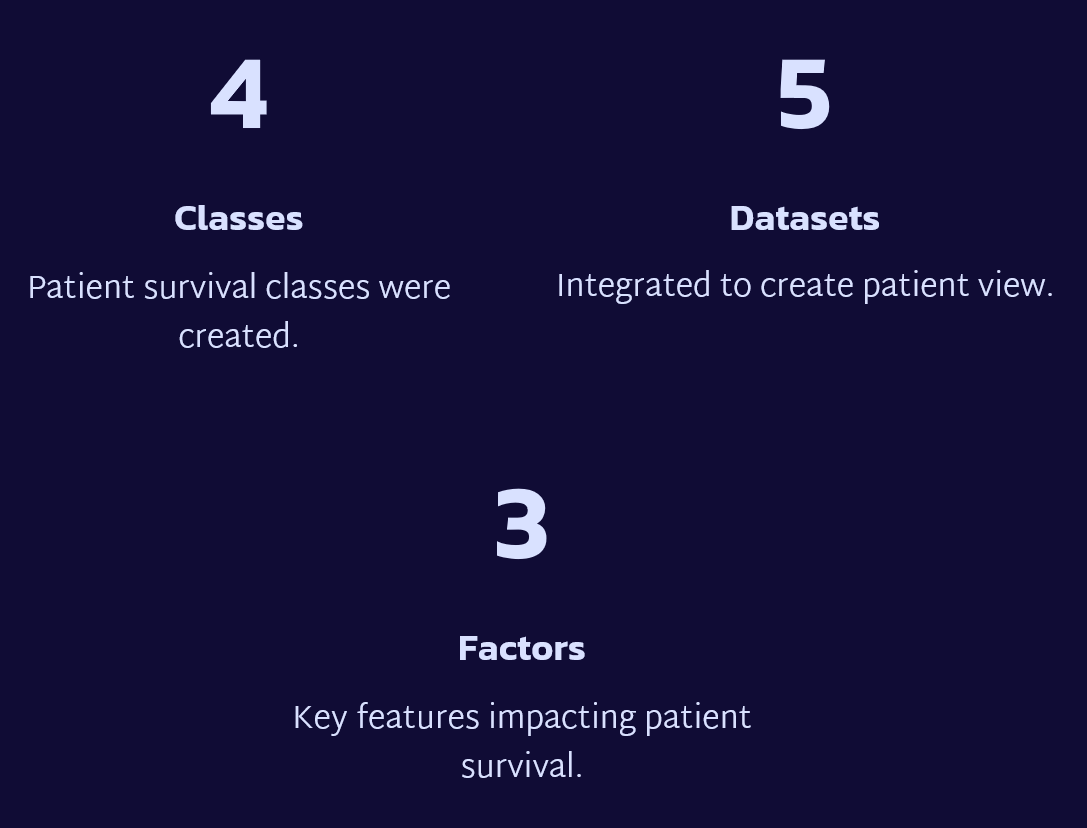 4
Classes
Patient survival classes were
created.
5
Datasets
Integrated to create patient view.
3
Factors
Key features impacting patient
survival.